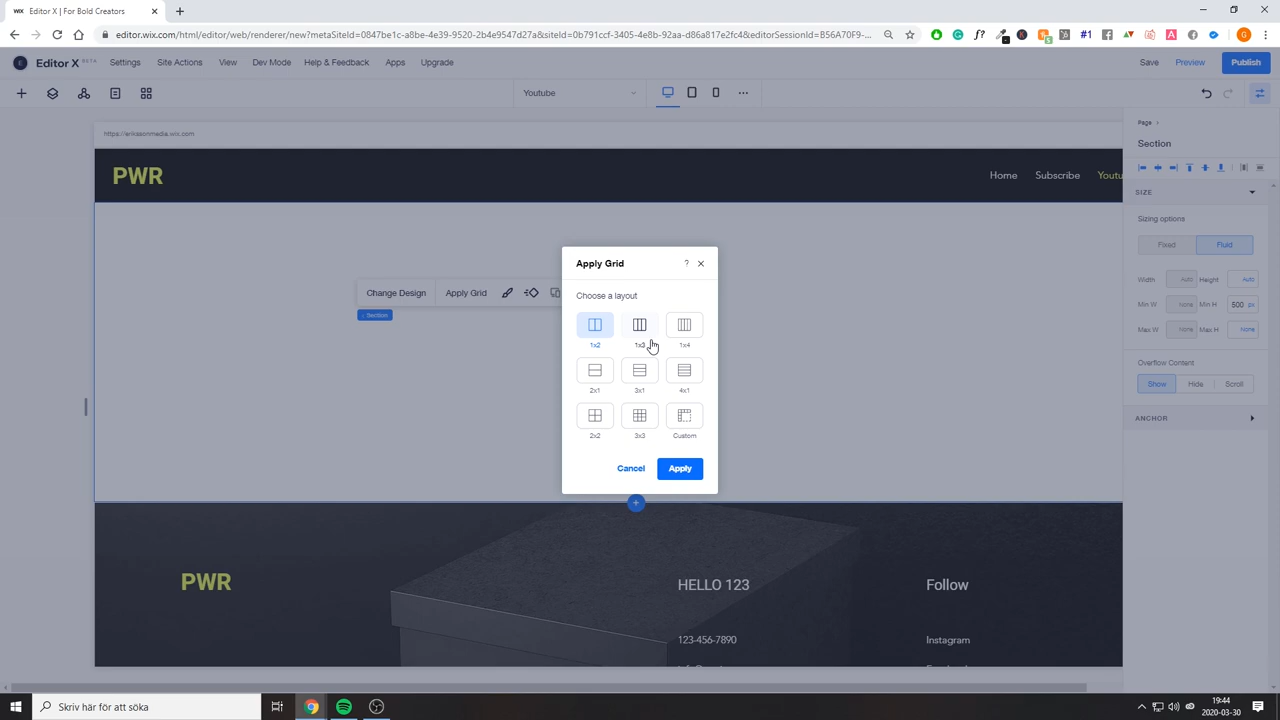 WIX
Editor X | For Bold Creators
editor.wix.com/html/editor/web/renderer/new?metaSiteId=0847be1c-a8be-4e39-9520-2b4e9547d273&siteId=0b791ccf-3405-4e8b-92aa-d86a817e2fc4&editorSessionId=B56A70F9-...
Editor X BETA
Settings
Site Actions
View
Dev Mode
Help & Feedback
Apps
Upgrade
Save
Preview
Publish
Youtube
https://eriksonmedia.wix.com
PWR
Home
Subscribe
Youtu
Page
Section
SIZE
Sizing options
Fixed
Fluid
Width
Auto
Height
Auto
Min W
None
Min H
500 px
Max W
None
Max H
None
Overflow Content
Show
Hide
Scroll
ANCHOR
Change Design
Apply Grid
Section
Apply Grid
?
Choose a layout
1x2
1x3
1x4
2x1
3x1
4x1
2x2
3x3
Custom
Cancel
Apply
PWR
HELLO 123
Follow
123-456-7890
Instagram
Skriv här för att söka
19:44
2020-03-30